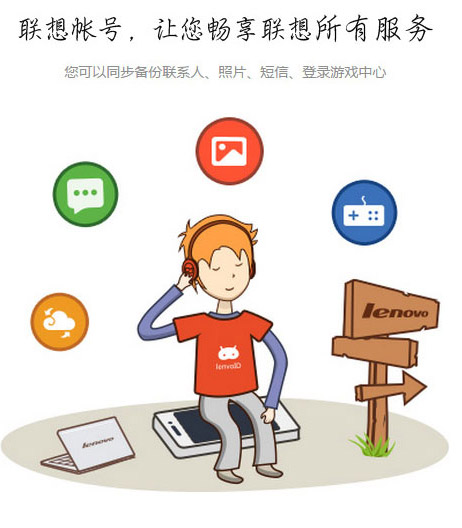 联想帐号，让您畅享联想所有服务
您可以同步备份联系人、照片、短信、登录游戏中心
lenovo
lenvoID
lenovo